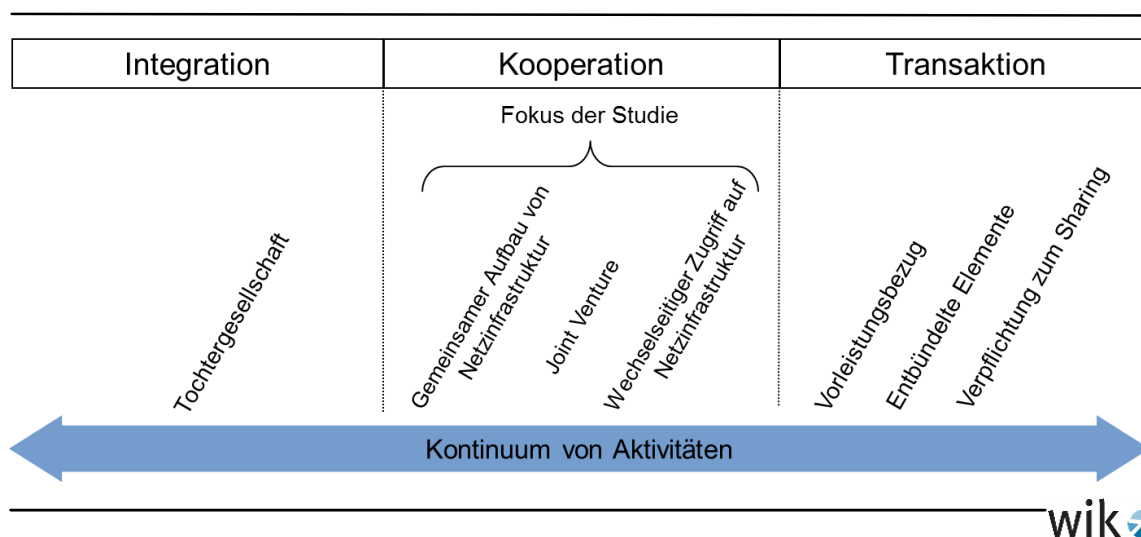 Integration
Kooperation
Transaktion
Fokus der Studie
Tochtergesellschaft
Gemeinsamer Aufbau von
Netzinfrastruktur
Joint Venture
Wechselseitiger Zugriff auf
Netzinfrastruktur
Vorleistungsbezug
Entbündelte Elemente
Verpflichtung zum Sharing
Kontinuum von Aktivitäten
wik